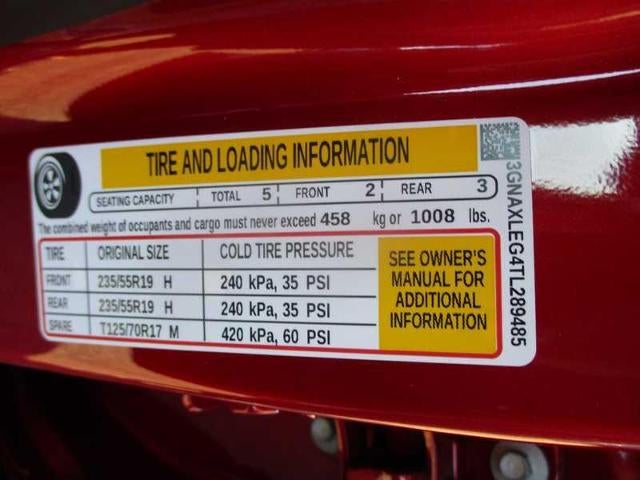 TIRE AND LOADING INFORMATION
SEATING CAPACITY TOTAL 5 FRONT 2 REAR 3
The combined weight of occupants and cargo must never exceed 458 kg or 1008 lbs.
TIRE ORIGINAL SIZE COLD TIRE PRESSURE
FRONT 235/55R19 H 240 kPa, 35 PSI
REAR 235/55R19 H 240 kPa, 35 PSI
SPARE T125/70R17 M 420 kPa, 60 PSI
SEE OWNER'S
MANUAL FOR
ADDITIONAL
INFORMATION
3GNAXLEG4TL289485